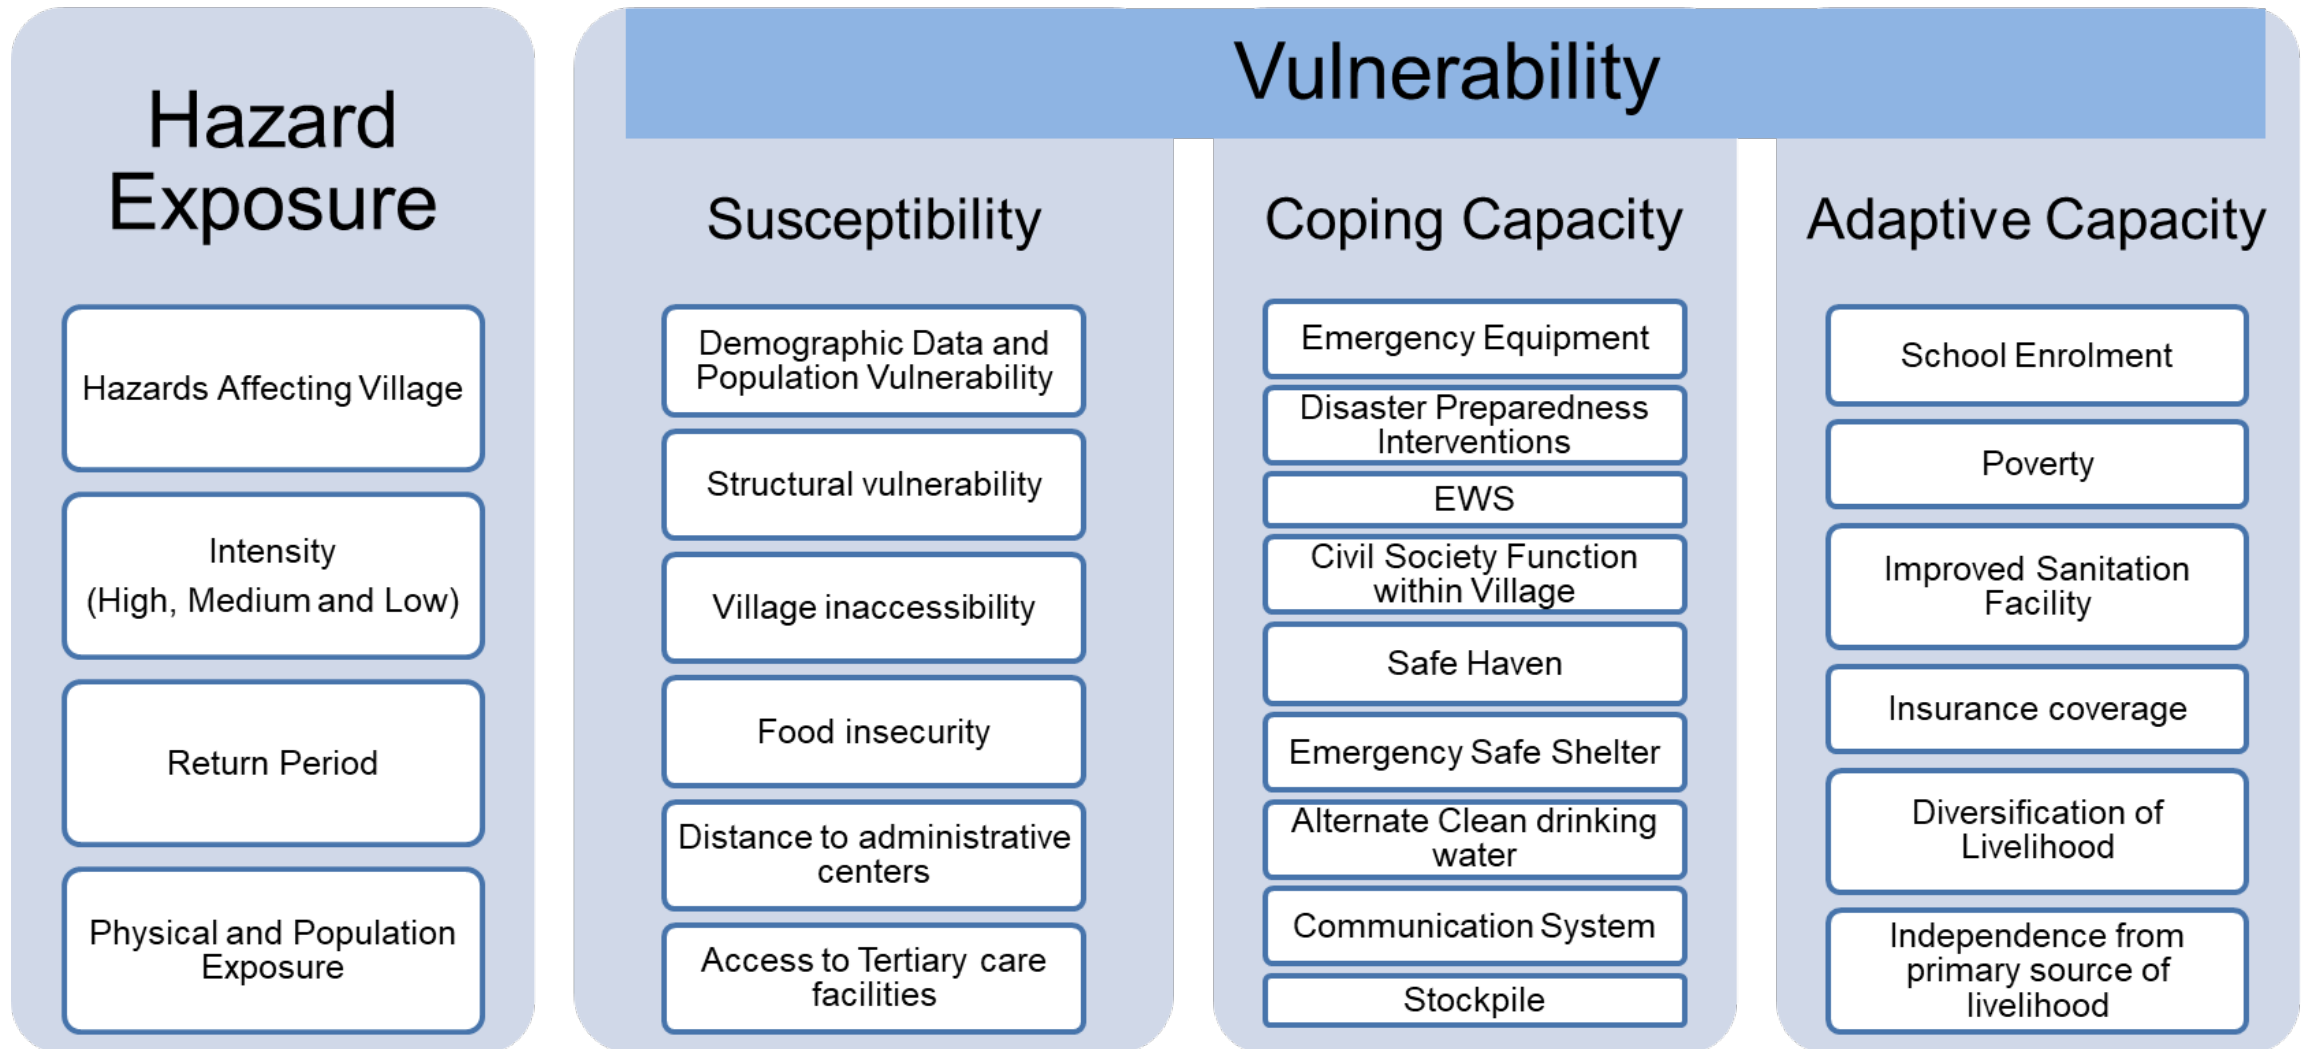 Hazard
Exposure
Hazards Affecting Village
Intensity
(High, Medium and Low)
Return Period
Physical and Population
Exposure
Vulnerability
Susceptibility
Demographic Data and
Population Vulnerability
Structural vulnerability
Village inaccessibility
Food insecurity
Distance to administrative
centers
Access to Tertiary care
facilities
Coping Capacity
Emergency Equipment
Disaster Preparedness
Interventions
EWS
Civil Society Function
within Village
Safe Haven
Emergency Safe Shelter
Alternate Clean drinking
water
Communication System
Stockpile
Adaptive Capacity
School Enrolment
Poverty
Improved Sanitation
Facility
Insurance coverage
Diversification of
Livelihood
Independence from
primary source of
livelihood